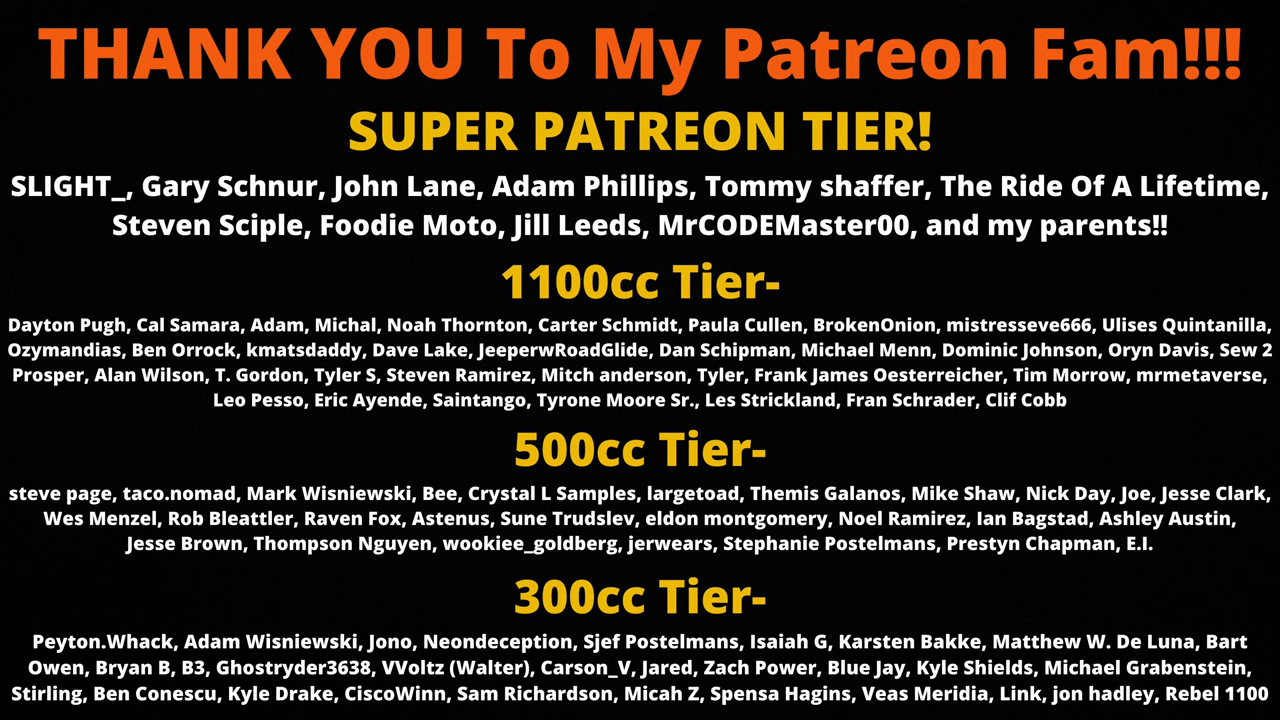 THANK YOU To My Patreon Fam!!!
SUPER PATREON TIER!
SLIGHT_, Gary Schnur, John Lane, Adam Phillips, Tommy shaffer, The Ride Of A Lifetime,
Steven Sciple, Foodie Moto, Jill Leeds, MrCODEMaster00, and my parents!!
1100cc Tier-
Dayton Pugh, Cal Samara, Adam, Michal, Noah Thornton, Carter Schmidt, Paula Cullen, BrokenOnion, mistresseve666, Ulises Quintanilla,
Ozymandias, Ben Orrock, kmatsdaddy, Dave Lake, JeeperwRoadGlide, Dan Schipman, Michael Menn, Dominic Johnson, Oryn Davis, Sew 2
Prosper, Alan Wilson, T. Gordon, Tyler S, Steven Ramirez, Mitch anderson, Tyler, Frank James Oesterreicher, Tim Morrow, mrmetaverse,
Leo Pesso, Eric Ayende, Saintango, Tyrone Moore Sr., Les Strickland, Fran Schrader, Clif Cobb
500cc Tier-
steve page, taco.nomad, Mark Wisniewski, Bee, Crystal L Samples, largetoad, Themis Galanos, Mike Shaw, Nick Day, Joe, Jesse Clark,
Wes Menzel, Rob Bleattler, Raven Fox, Astenus, Sune Trudslev, eldon montgomery, Noel Ramirez, Ian Bagstad, Ashley Austin,
Jesse Brown, Thompson Nguyen, wookiee_goldberg, jerwears, Stephanie Postelmans, Prestyn Chapman, E.I.
300cc Tier-
Peyton.Whack, Adam Wisniewski, Jono, Neondeception, Sjef Postelmans, Isaiah G, Karsten Bakke, Matthew W. De Luna, Bart
Owen, Bryan B, B3, Ghostryder3638, VVoltz (Walter), Carson_V, Jared, Zach Power, Blue Jay, Kyle Shields, Michael Grabenstein,
Stirling, Ben Conescu, Kyle Drake, CiscoWinn, Sam Richardson, Micah Z, Spensa Hagins, Veas Meridia, Link, jon hadley, Rebel 1100